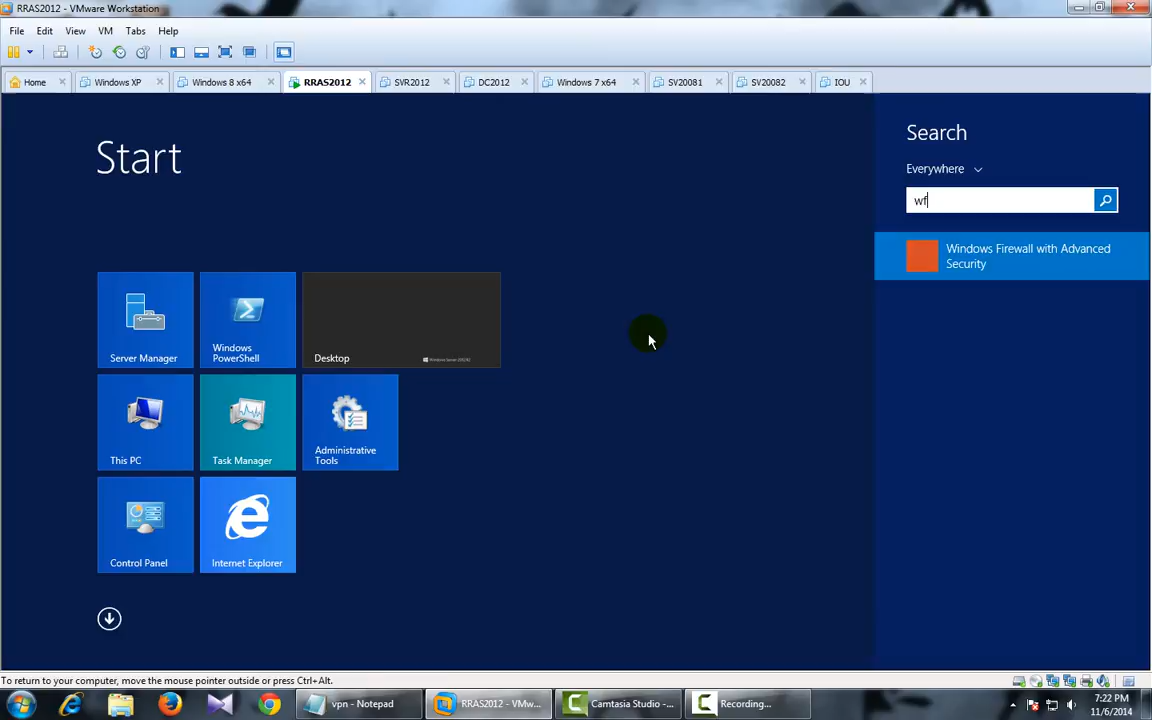 RRAS2012 - VMware Workstation
File Edit View VM Tabs Help
Home Windows XP Windows 8 x64 RRAS2012 SVR2012 DC2012 Windows 7 x64 SV20081 SV20082 IOU
Start
Search
Everywhere
wf
Windows Firewall with Advanced
Security
Server Manager
Windows
PowerShell
Desktop
This PC
Task Manager
Administrative
Tools
Control Panel
Internet Explorer
To return to your computer, move the mouse pointer outside or press Ctrl+Alt.
vpn - Notepad
RRAS2012 - VMw...
Camtasia Studio -...
Recording...
7:22 PM
11/6/2014